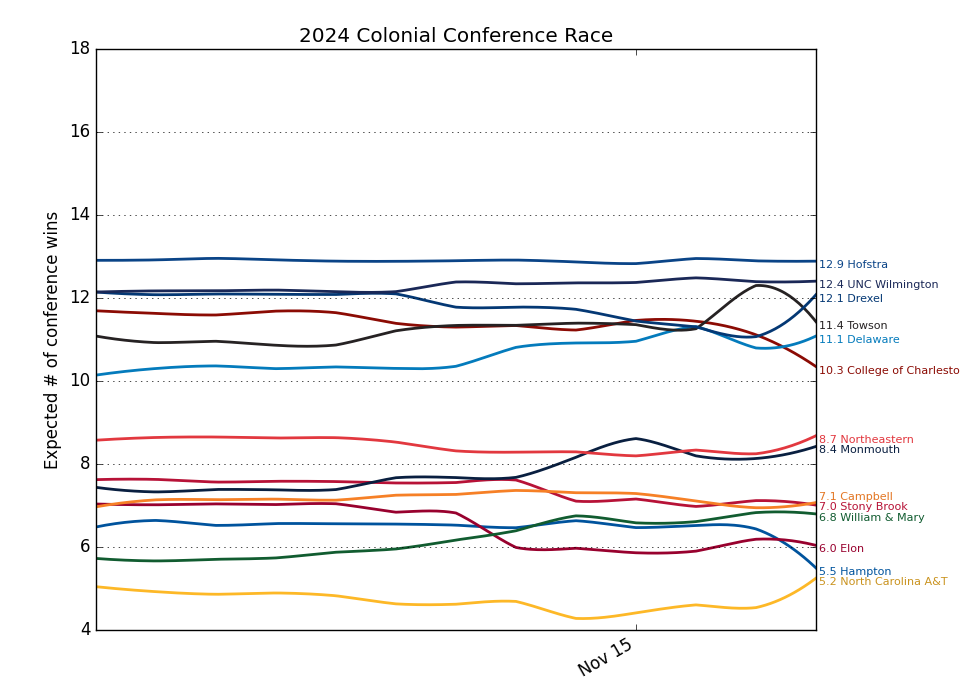 2024 Colonial Conference Race
Expected # of conference wins
18
16
14
12
10
8
6
4
12.9 Hofstra
12.4 UNC Wilmington
12.1 Drexel
11.4 Towson
11.1 Delaware
10.3 College of Charlesto
8.7 Northeastern
8.4 Monmouth
7.1 Campbell
7.0 Stony Brook
6.8 William & Mary
6.0 Elon
5.5 Hampton
5.2 North Carolina A&T
Nov 15